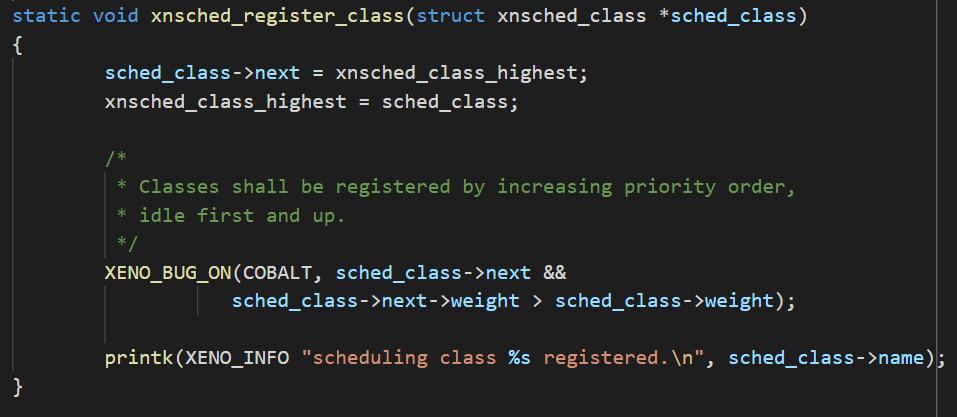 static void xnsched_register_class(struct xnsched_class *sched_class)
{
        sched_class->next = xnsched_class_highest;
        xnsched_class_highest = sched_class;

        /*
         * Classes shall be registered by increasing priority order,
         * idle first and up.
         */
        XENO_BUG_ON(COBALT, sched_class->next &&
                   sched_class->next->weight > sched_class->weight);

        printk(XENO_INFO "scheduling class %s registered.\n", sched_class->name);
}